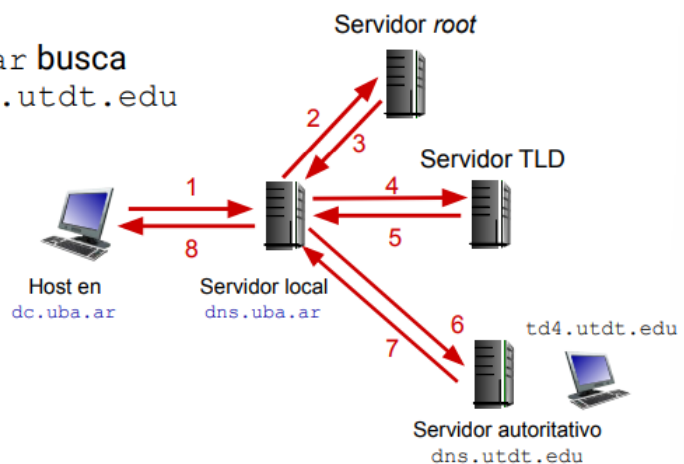 Servidor root
ar busca
.utdt.edu
2
3
Servidor TLD
1
4
8
5
Host en
dc.uba.ar
Servidor local
dns.uba.ar
6
7
td4.utdt.edu
Servidor autoritativo
dns.utdt.edu